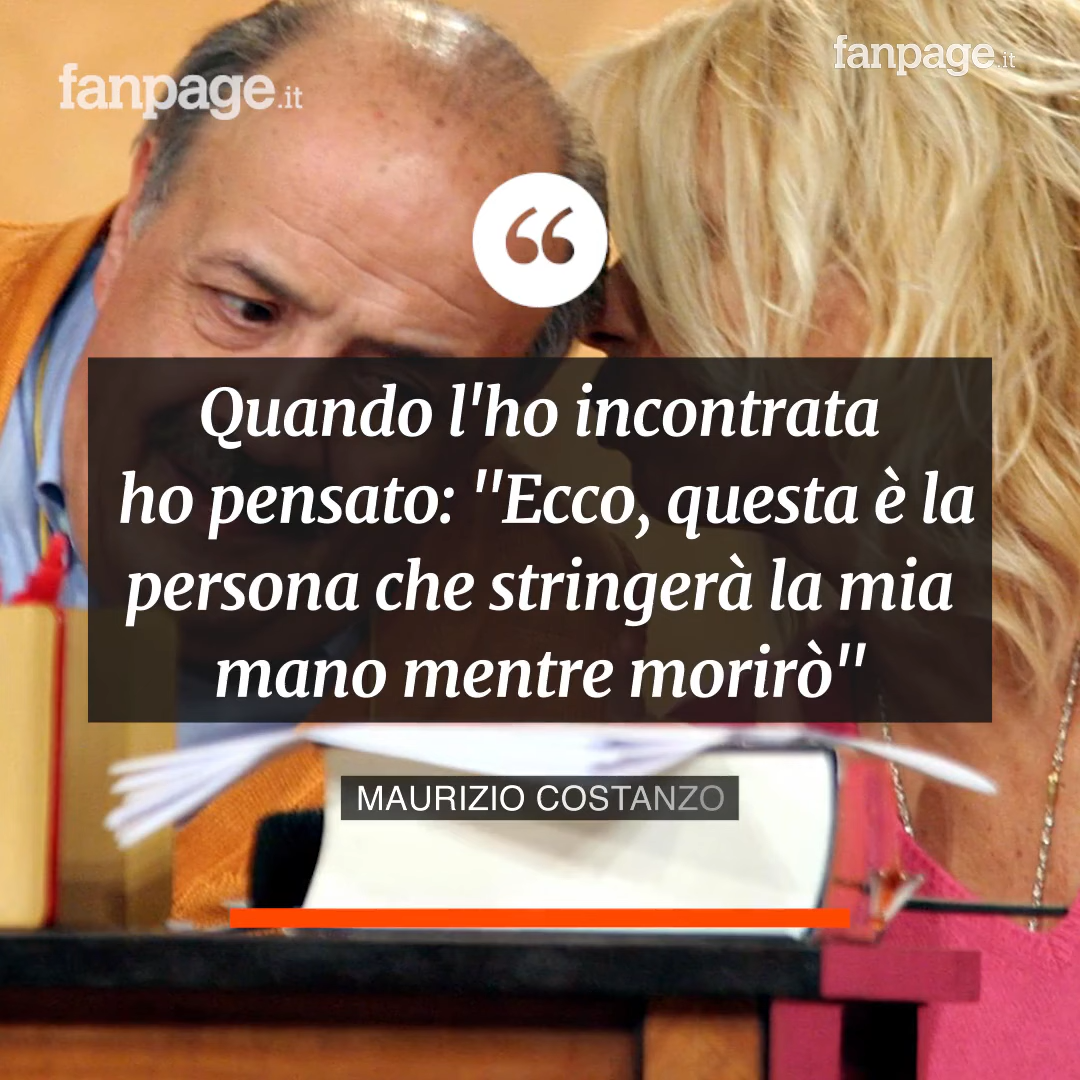 fanpage.it
fanpage.it
“
Quando l'ho incontrata
ho pensato: "Ecco, questa è la
persona che stringerà la mia
mano mentre morirò"
MAURIZIO COSTANZO